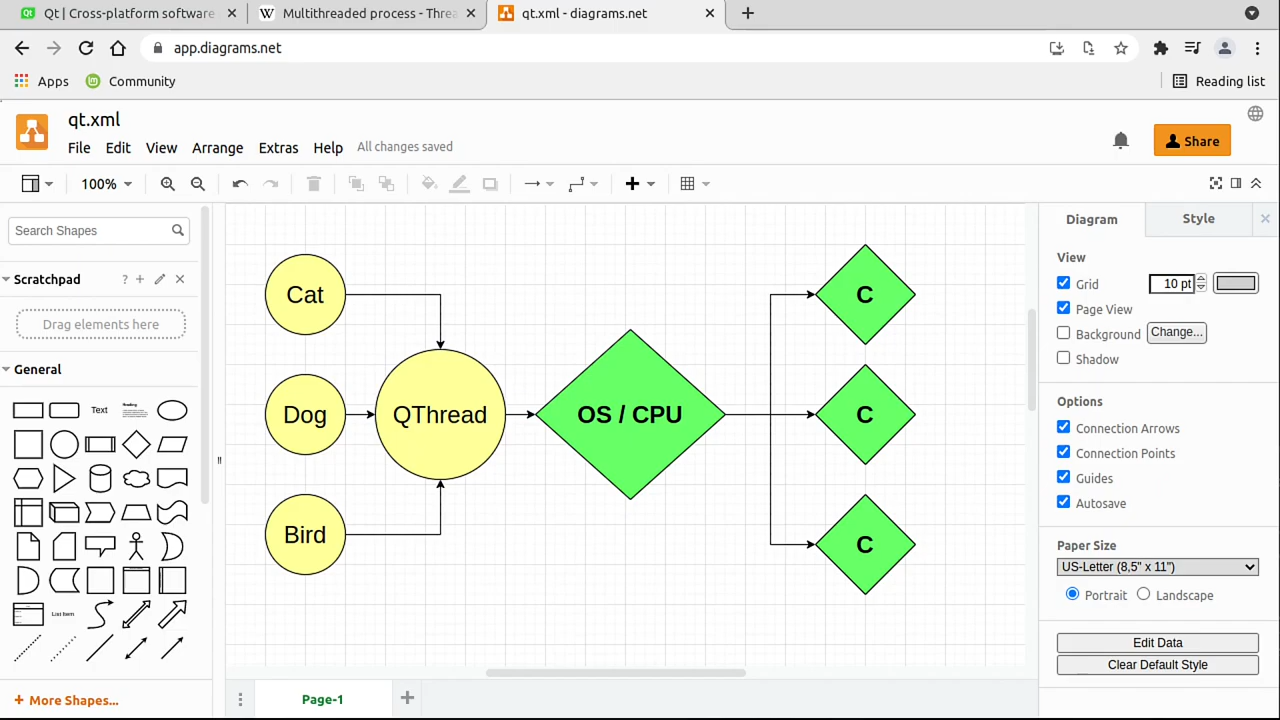 Qt | Cross-platform software
Multithreaded process - Threa
qt.xml - diagrams.net
app.diagrams.net
Apps
Community
Reading list
qt.xml
File Edit View Arrange Extras Help All changes saved
Share
100%
Search Shapes
Scratchpad
?
Drag elements here
General
Text
Heading
List Item
More Shapes...
Cat
Dog
Bird
QThread
OS / CPU
C
C
C
Diagram
Style
View
Grid
10 pt
Page View
Background
Change...
Shadow
Options
Connection Arrows
Connection Points
Guides
Autosave
Paper Size
US-Letter (8,5" x 11")
Portrait
Landscape
Edit Data
Clear Default Style
Page-1